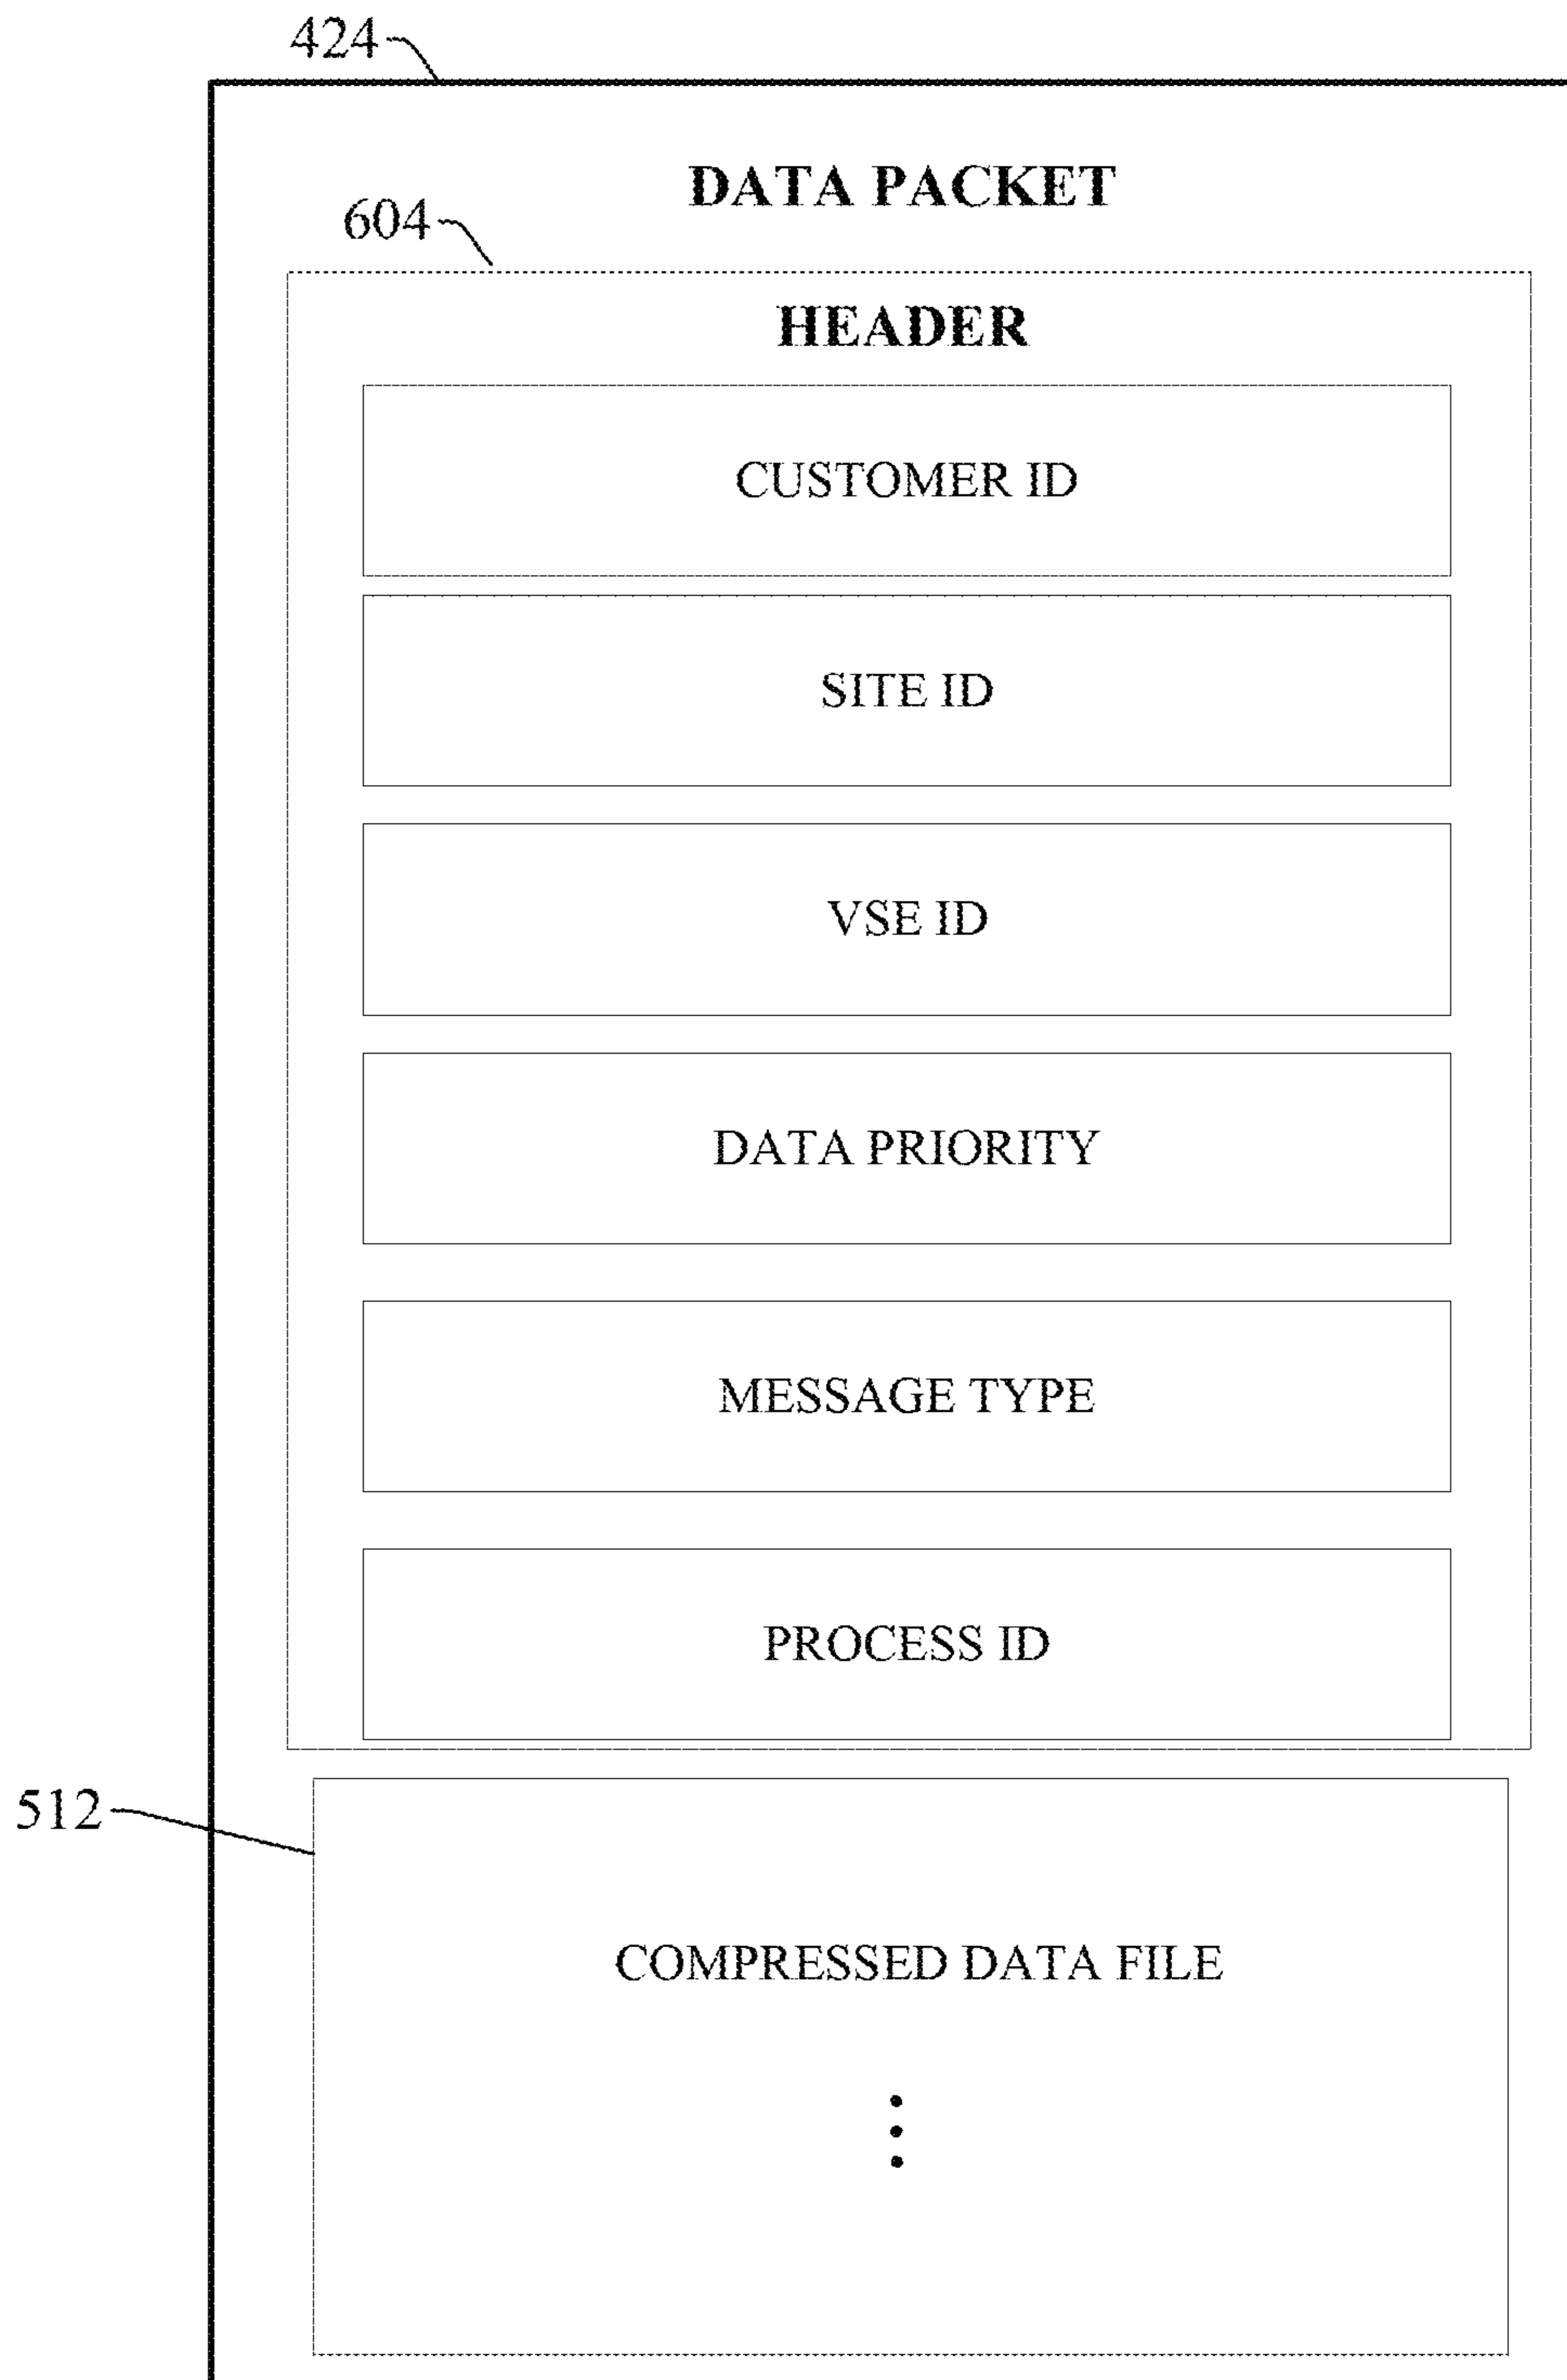 424
DATA PACKET
604
HEADER
CUSTOMER ID
SITE ID
VSE ID
DATA PRIORITY
MESSAGE TYPE
PROCESS ID
512
COMPRESSED DATA FILE